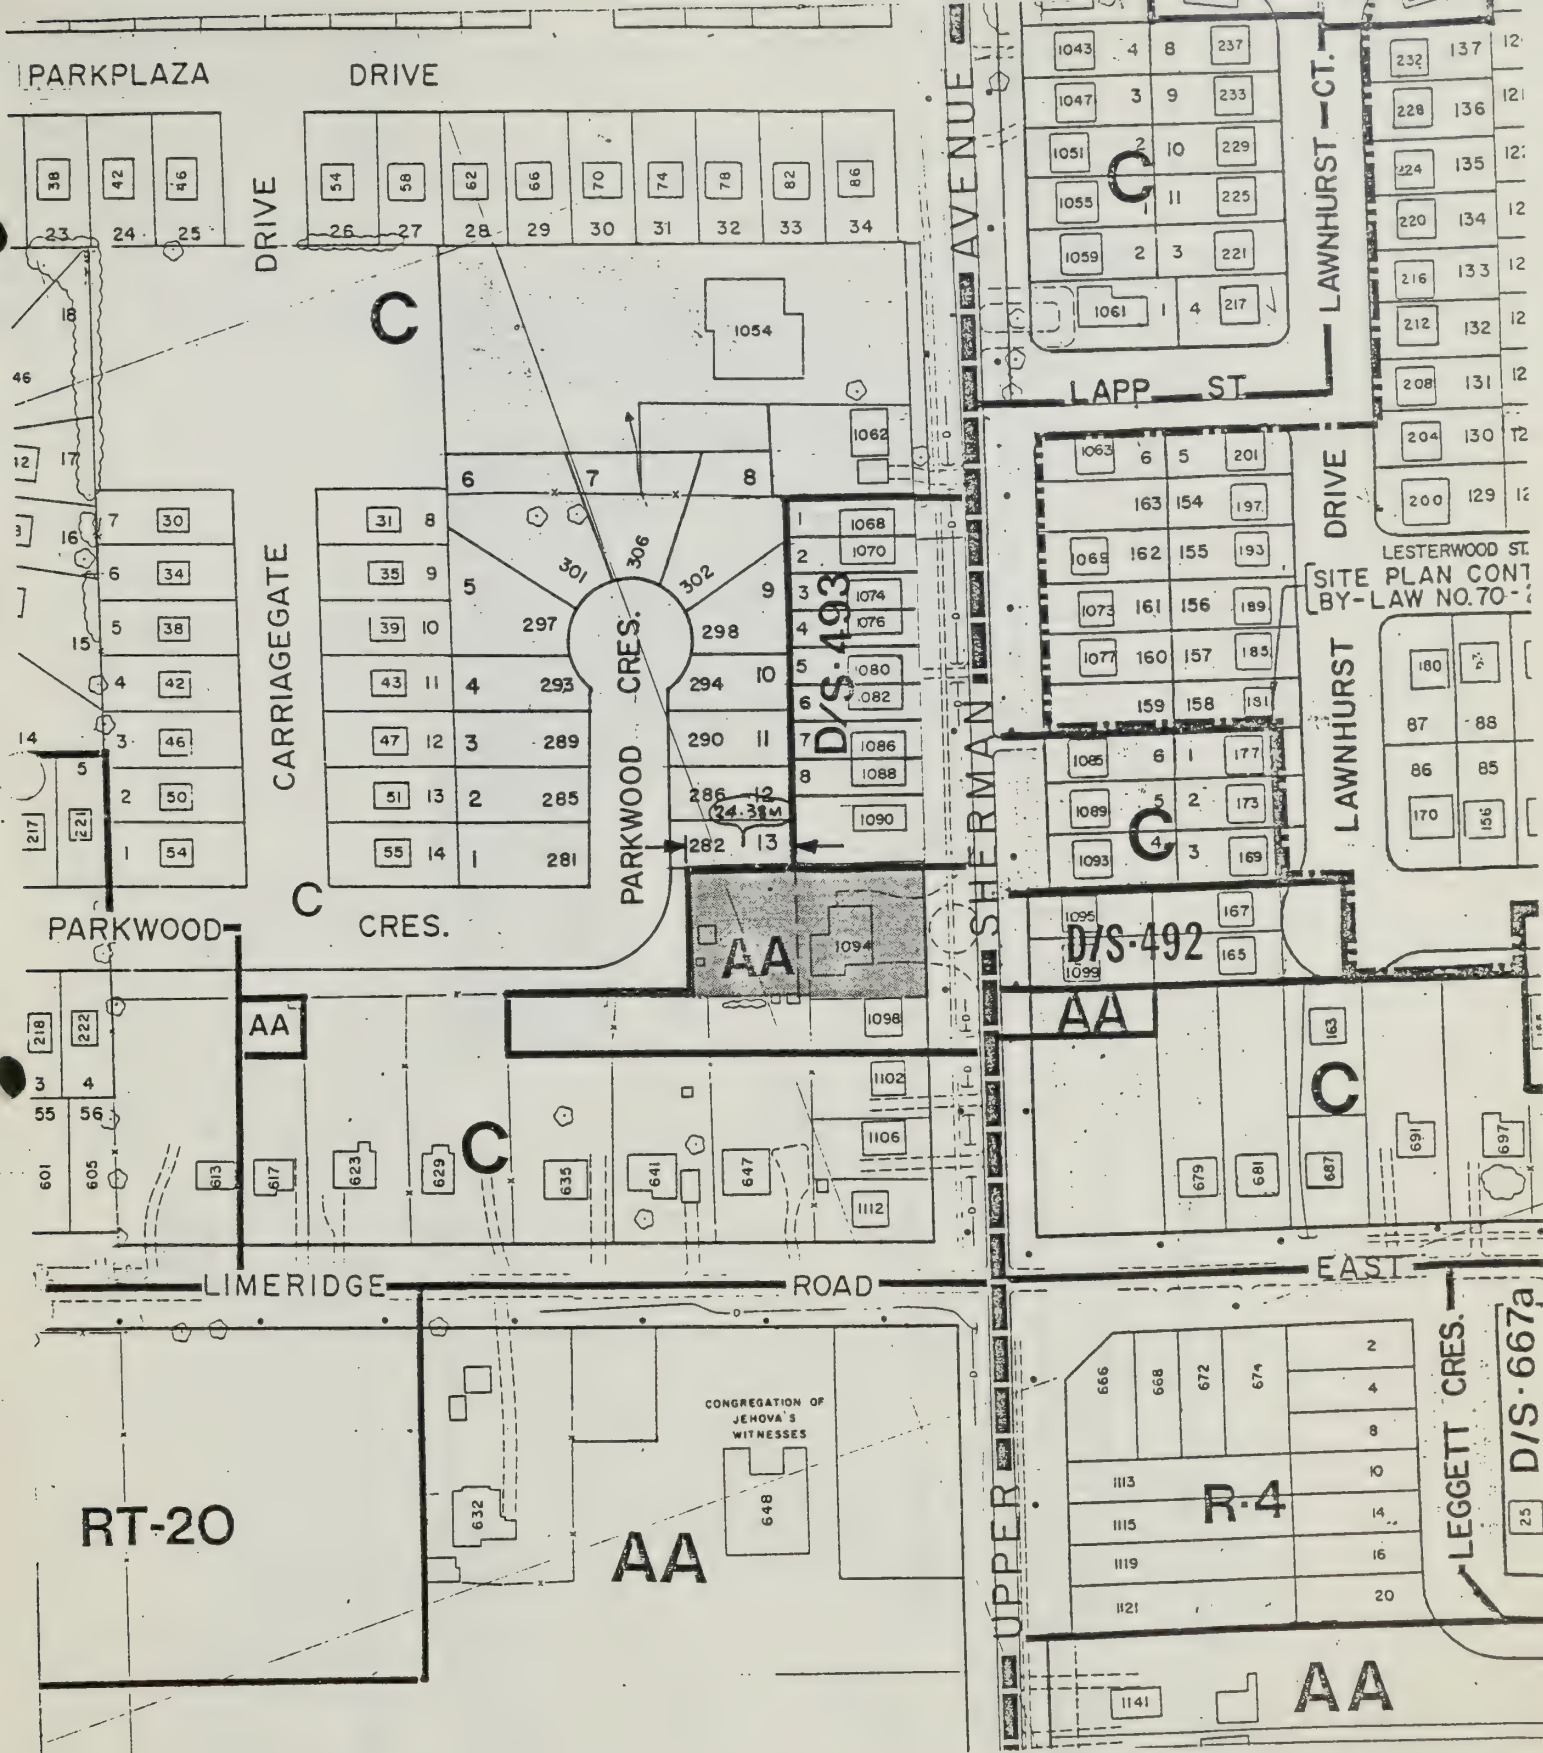 PARKPLAZA DRIVE
38 42 46 54 58 62 66 70 74 78 82 86
23 24 25 26 27 28 29 30 31 32 33 34
DRIVE
AVENUE
1043 4 8 237
1047 3 9 233
1051 2 10 229
C
1055 1 11 225
1059 2 3 221
1061 1 4 217
LAWNHURST CT.
232 137
228 136
224 135
220 134
216 133
212 132
208 131
204 130
200 129
LAPP ST
18
46
C
1054
1062
17
16
15
14
6 7 8
7 30
6 34
5 38
4 42
3 46
2 50
1 54
CARRIAGEGATE
31 8
35 9
39 10
43 11
47 12
51 13
55 14
5 297
4 293
3 289
2 285
1 281
301 306 302
PARKWOOD CRES.
298 9
294 10
290 11
286 12
24.38M
282 13
D/S-493
1 1068
2 1070
3 1074
4 1076
5 1080
6 1082
7 1086
8 1088
1090
SHERMAN
1063 6 5 201
163 154 197
1069 162 155 193
1073 161 156 189
1077 160 157 185
159 158 181
1085 6 1 177
1089 5 2 173
C
1093 4 3 169
DRIVE
LAWNHURST
LESTERWOOD ST.
SITE PLAN CONT
BY-LAW NO. 70-
180
87 88
86 85
170 156
5
217 221
C
PARKWOOD CRES.
AA
1094
1095 167
D/S-492
1099 165
AA
AA
218 222
3 4
55 56
601 605
1098
1102
1106
1112
C
613 617 623 629 635 641 647
163
C
679 681 687 691 697
LIMERIDGE ROAD EAST
CONGREGATION OF
JEHOVA'S
WITNESSES
648
632
RT-20
AA
UPPER
666 668 672 674
2
4
8
10
14
16
20
1113
1115
1119
1121
R-4
LEGGETT CRES.
D/S-667a
25
1141
AA